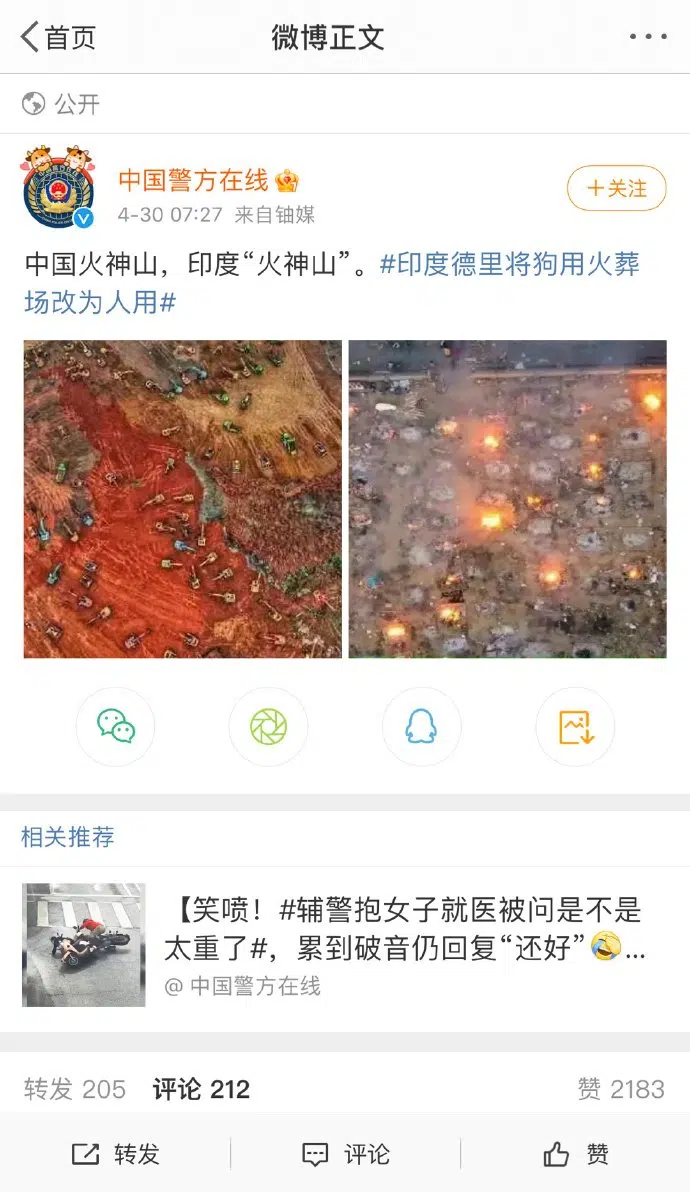 首页
微博正文
公开
中国警方在线
4-30 07:27 来自铀媒
+关注
中国火神山，印度“火神山”。#印度德里将狗用火葬
场改为人用#
相关推荐
【笑喷！#辅警抱女子就医被问是不是
太重了#，累到破音仍回复“还好”😂...
@ 中国警方在线
转发 205 评论 212 赞 2183
转发 评论 赞